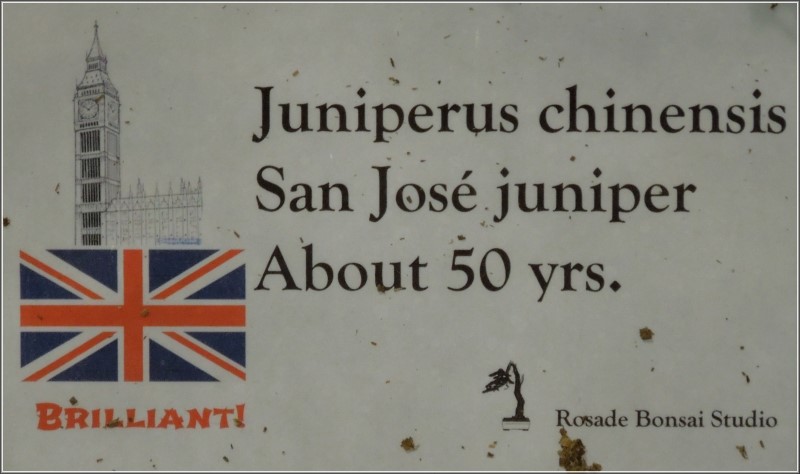 Juniperus chinensis
San José juniper
About 50 yrs.
BRILLIANT!
Rosade Bonsai Studio